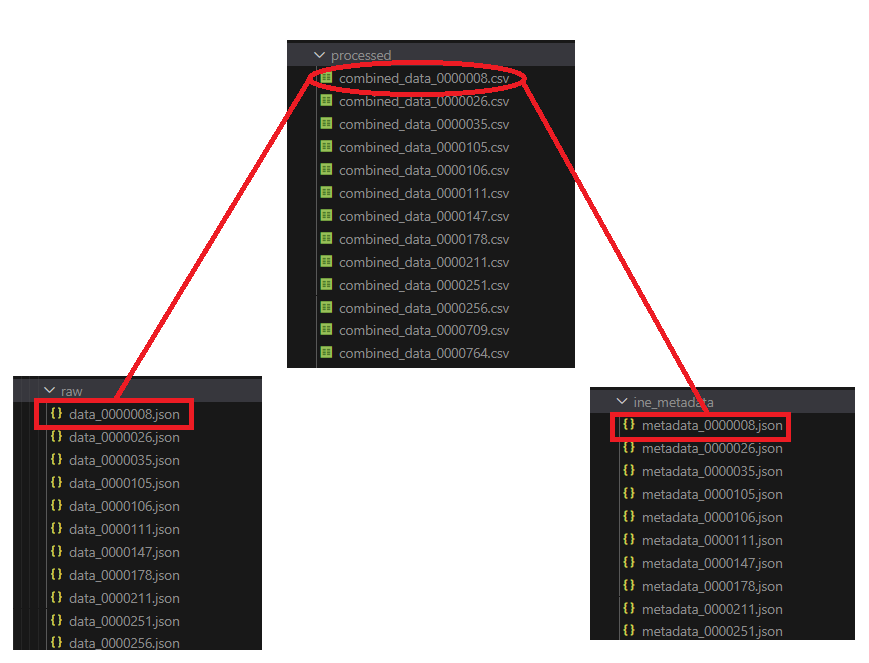 processed
combined_data_0000008.csv
combined_data_0000026.csv
combined_data_0000035.csv
combined_data_0000105.csv
combined_data_0000106.csv
combined_data_0000111.csv
combined_data_0000147.csv
combined_data_0000178.csv
combined_data_0000211.csv
combined_data_0000251.csv
combined_data_0000256.csv
combined_data_0000709.csv
combined_data_0000764.csv
raw
{} data_0000008.json
{} data_0000026.json
{} data_0000035.json
{} data_0000105.json
{} data_0000106.json
{} data_0000111.json
{} data_0000147.json
{} data_0000178.json
{} data_0000211.json
{} data_0000251.json
{} data_0000256.json
ine_metadata
{} metadata_0000008.json
{} metadata_0000026.json
{} metadata_0000035.json
{} metadata_0000105.json
{} metadata_0000106.json
{} metadata_0000111.json
{} metadata_0000147.json
{} metadata_0000178.json
{} metadata_0000211.json
{} metadata_0000251.json